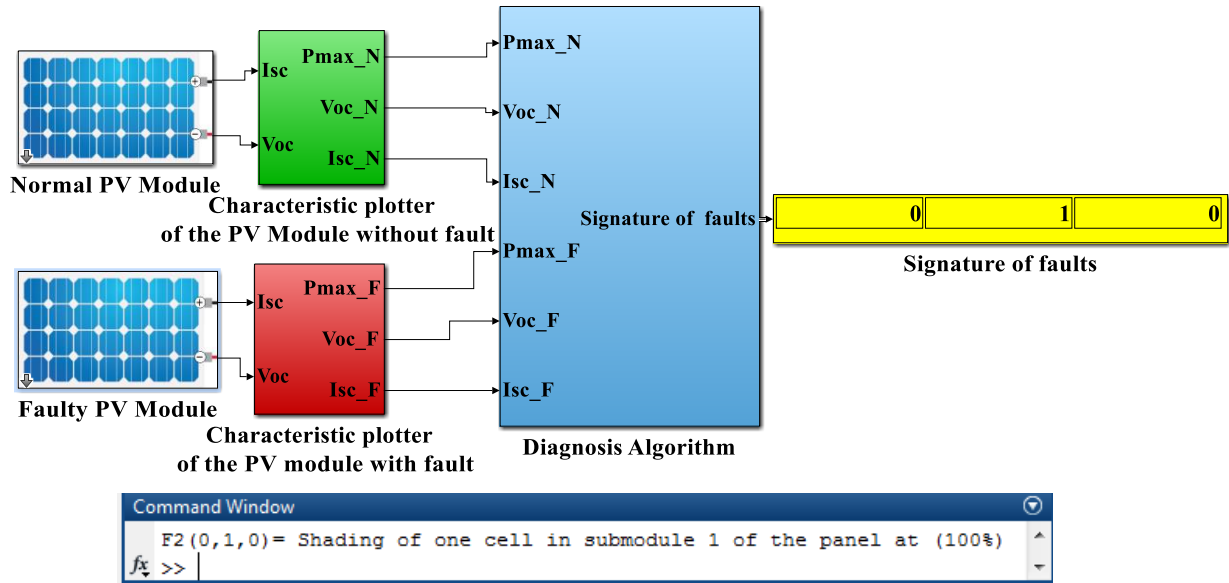 Normal PV Module
Isc
Voc
Pmax_N
Voc_N
Isc_N
Characteristic plotter
of the PV Module without fault
Faulty PV Module
Isc
Voc
Pmax_F
Voc_F
Isc_F
Characteristic plotter
of the PV module with fault
Pmax_N
Voc_N
Isc_N
Pmax_F
Voc_F
Isc_F
Signature of faults
Diagnosis Algorithm
0 1 0
Signature of faults
Command Window
F2(0,1,0)= Shading of one cell in submodule 1 of the panel at (100%)
fx >>